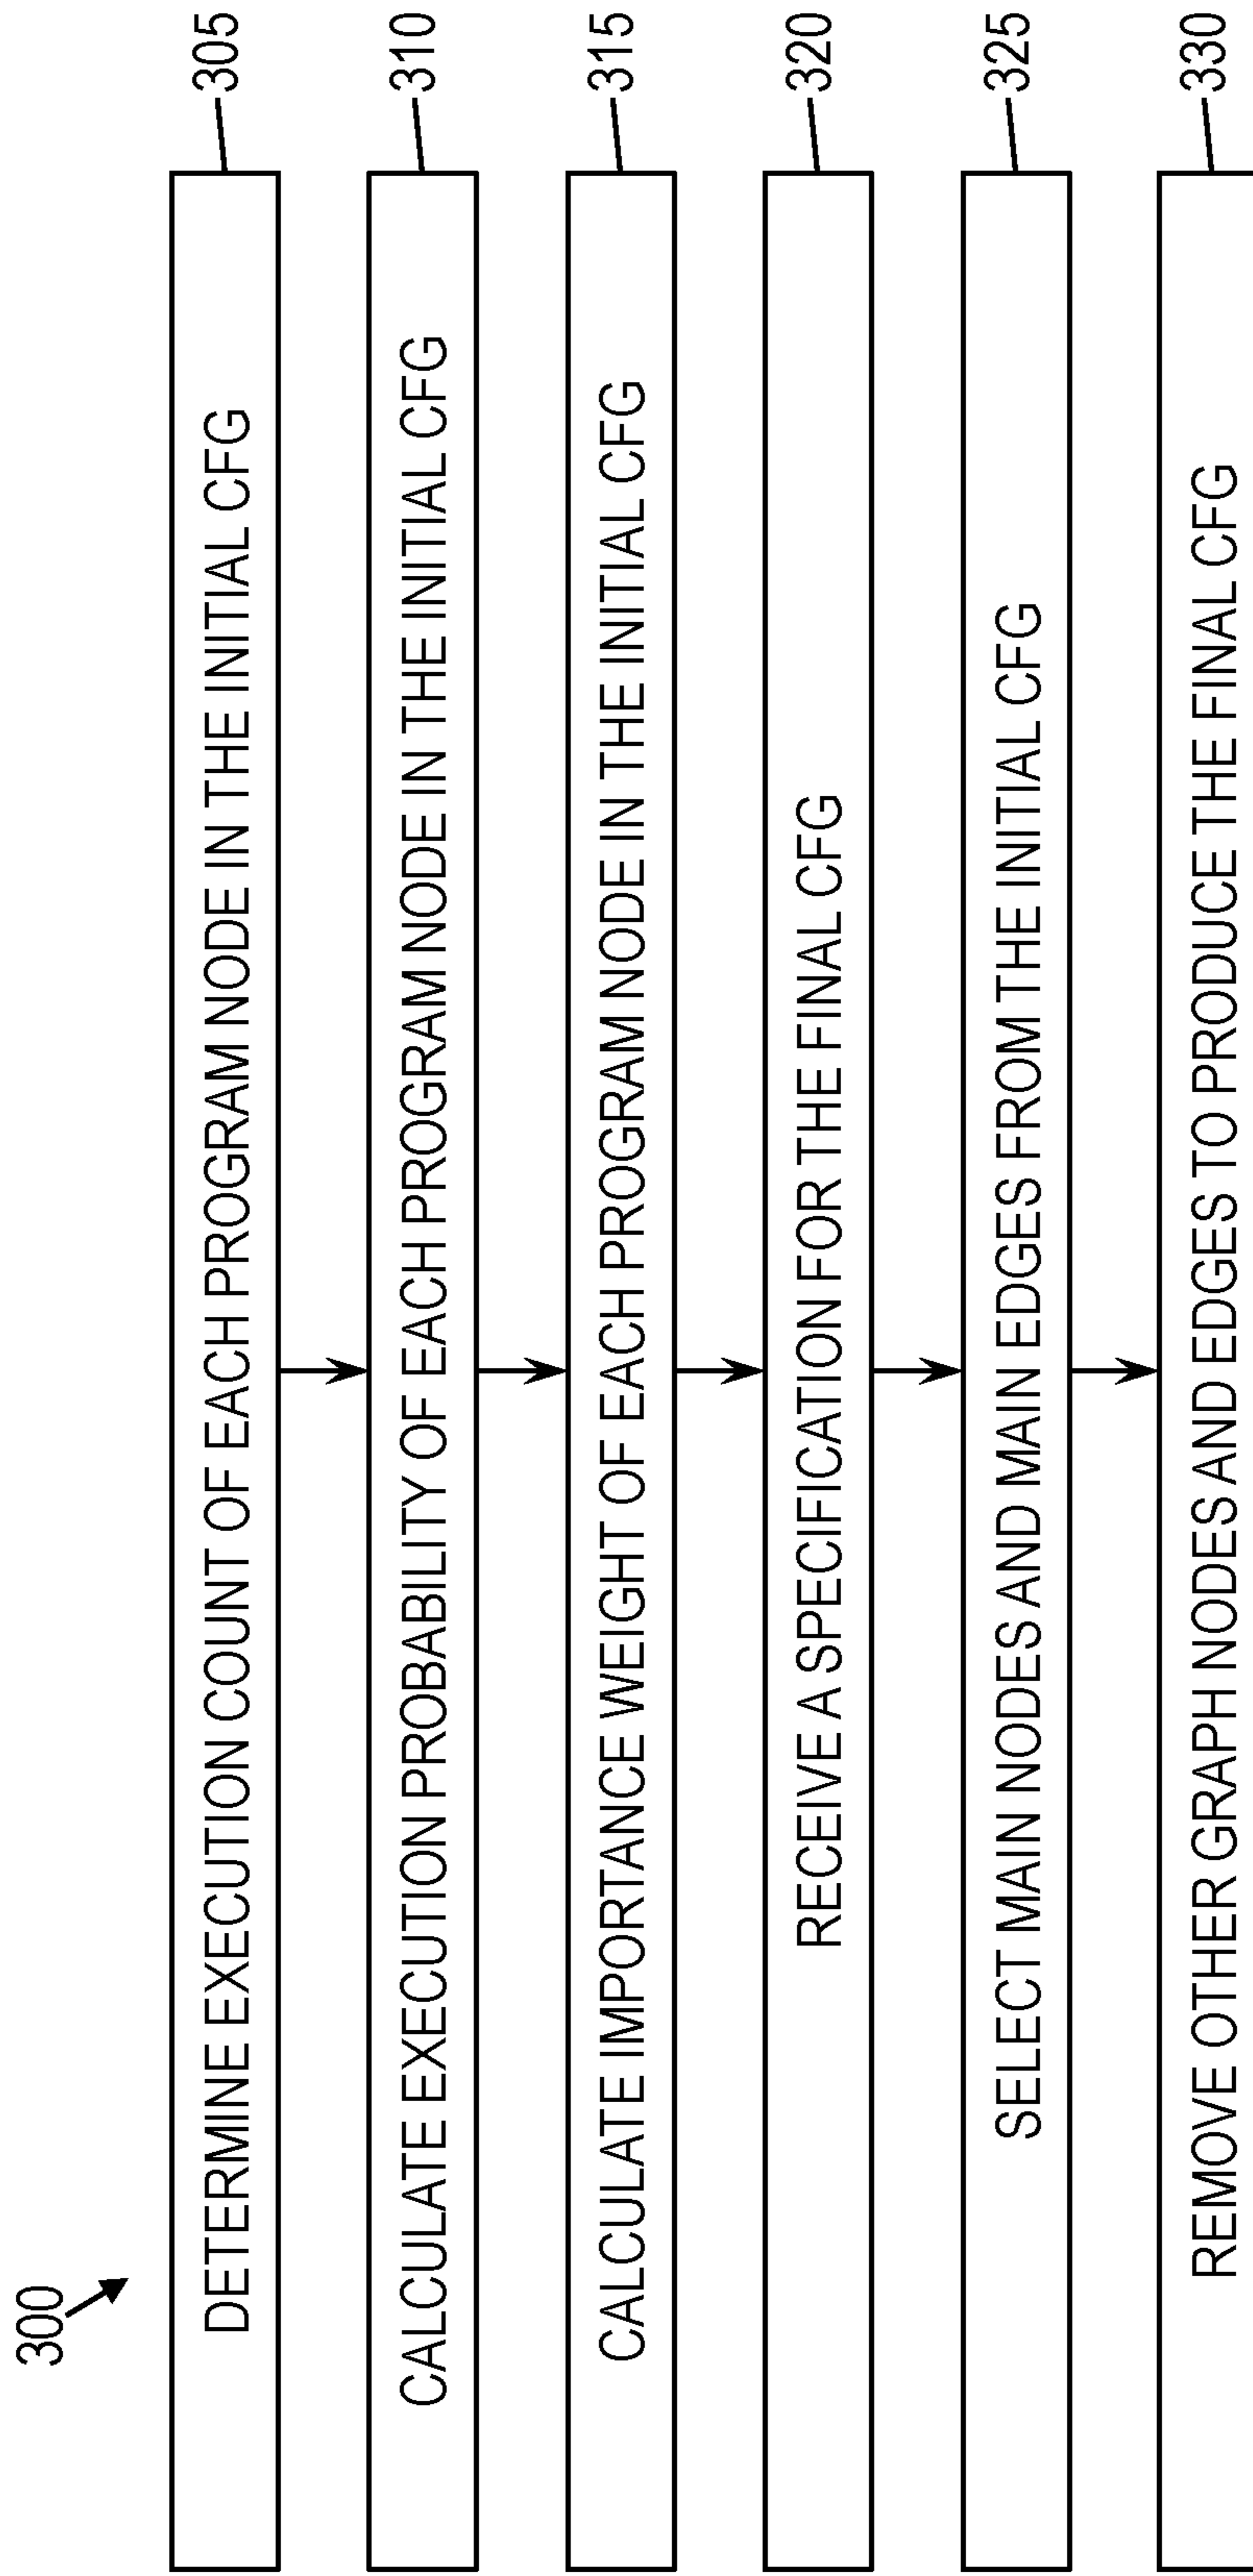 300
DETERMINE EXECUTION COUNT OF EACH PROGRAM NODE IN THE INITIAL CFG
305
CALCULATE EXECUTION PROBABILITY OF EACH PROGRAM NODE IN THE INITIAL CFG
310
CALCULATE IMPORTANCE WEIGHT OF EACH PROGRAM NODE IN THE INITIAL CFG
315
RECEIVE A SPECIFICATION FOR THE FINAL CFG
320
SELECT MAIN NODES AND MAIN EDGES FROM THE INITIAL CFG
325
REMOVE OTHER GRAPH NODES AND EDGES TO PRODUCE THE FINAL CFG
330